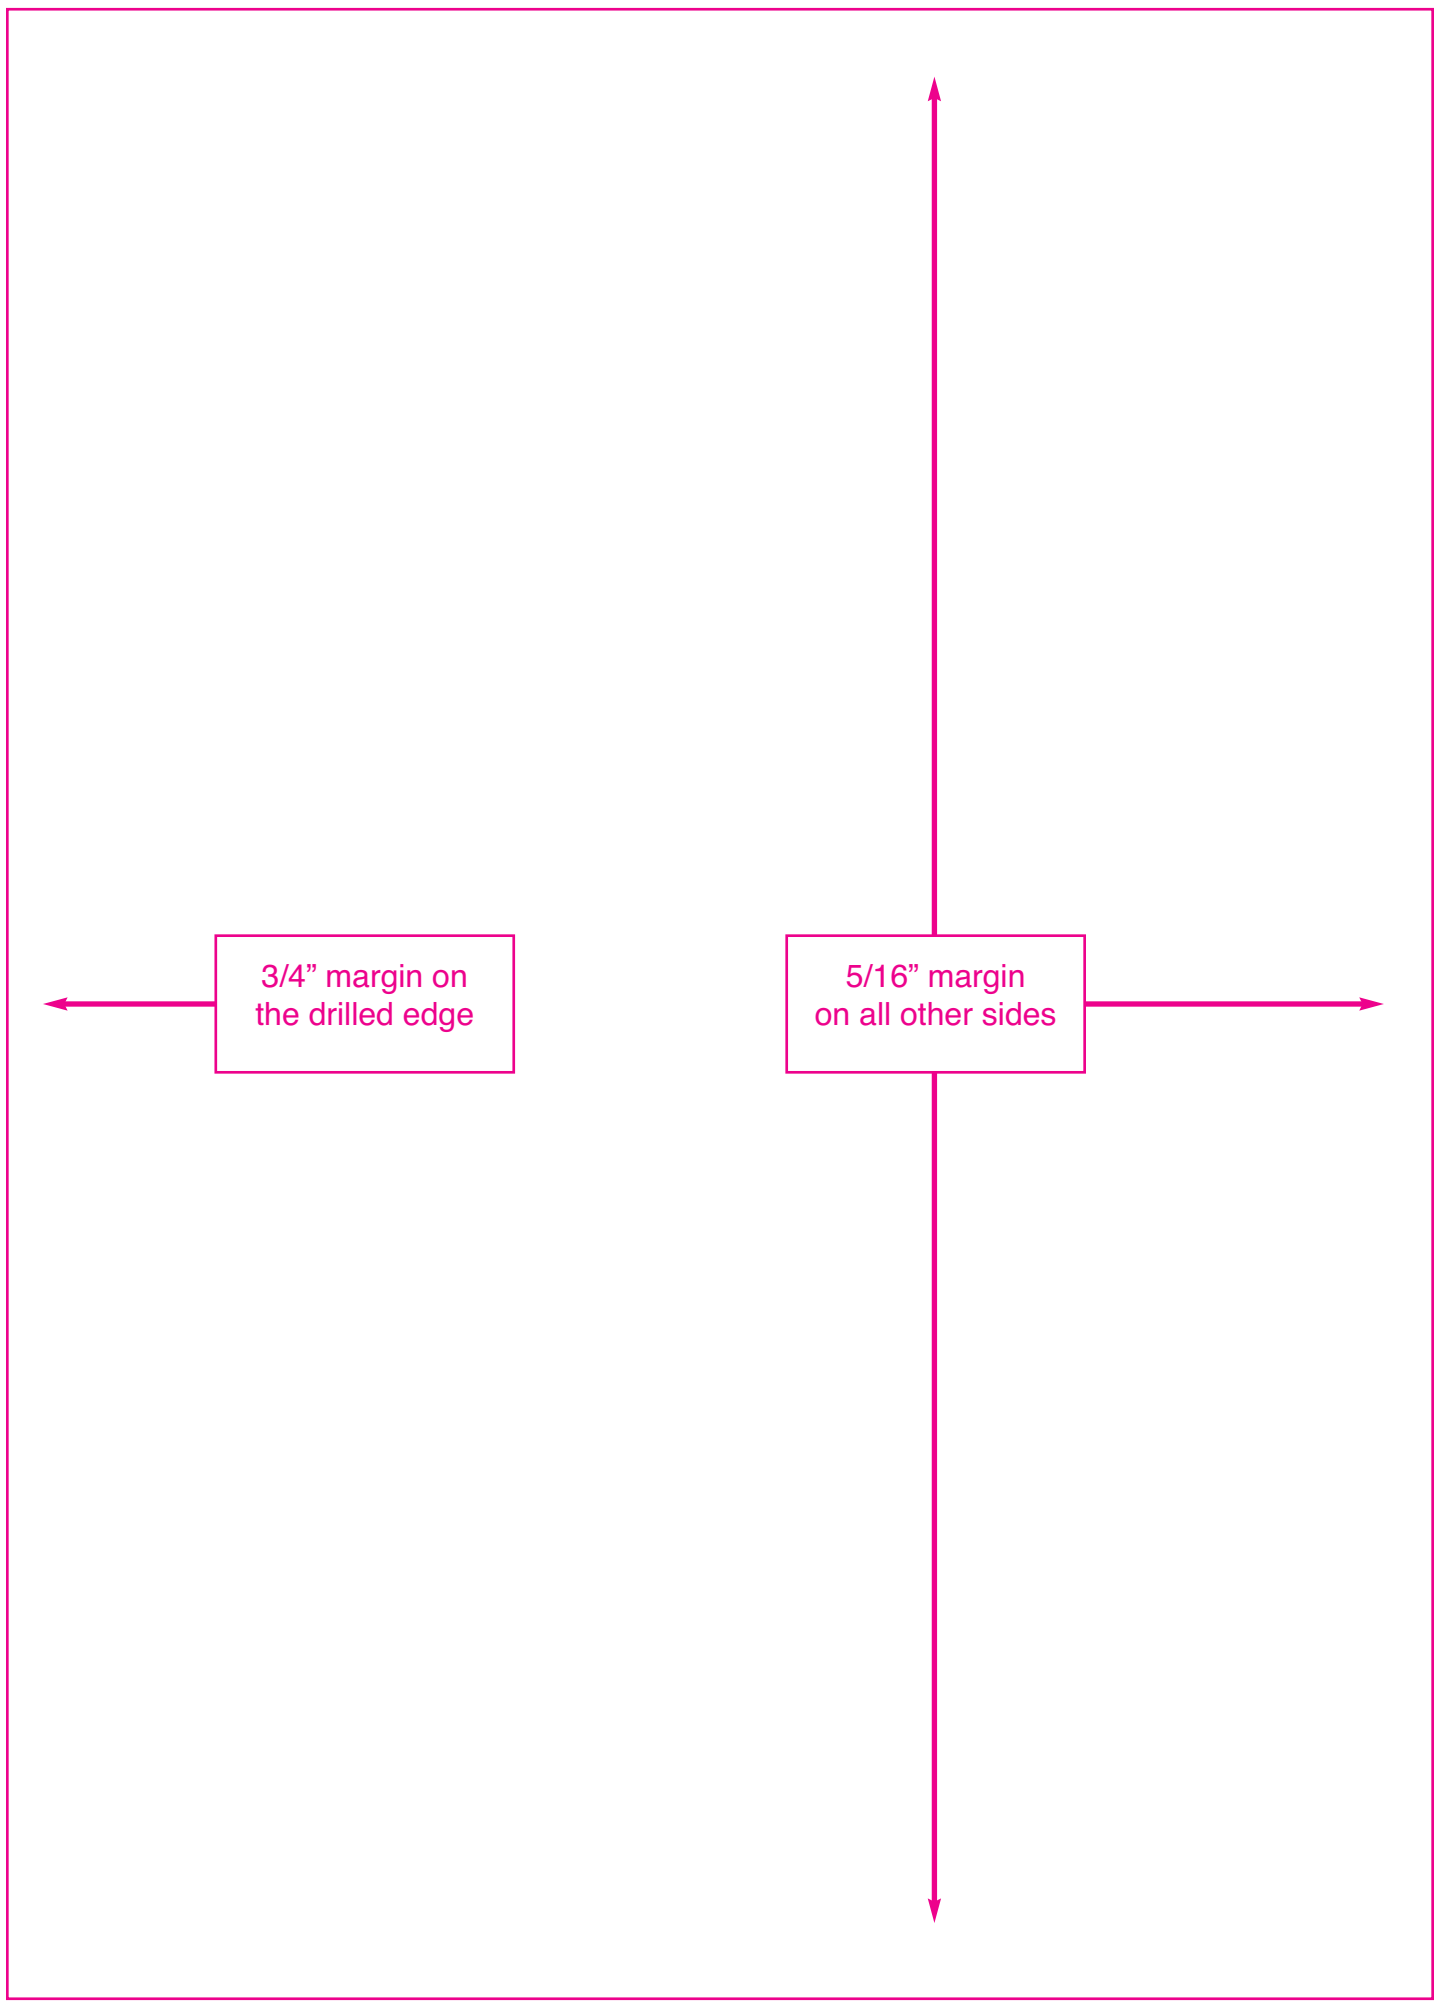 3/4” margin on
the drilled edge
5/16” margin
on all other sides